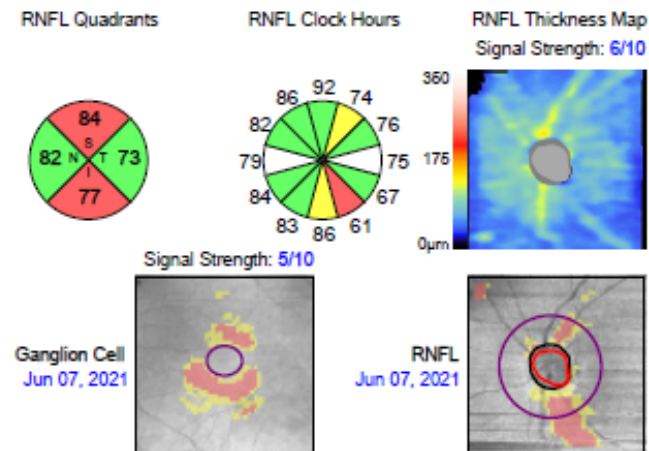 RNFL Quadrants
RNFL Clock Hours
RNFL Thickness Map
Signal Strength: 6/10
84
82 N S T I 73
77
92
86 74
82 76
79 75
84 67
83 61
86
350
175
0µm
Signal Strength: 5/10
Ganglion Cell
Jun 07, 2021
RNFL
Jun 07, 2021